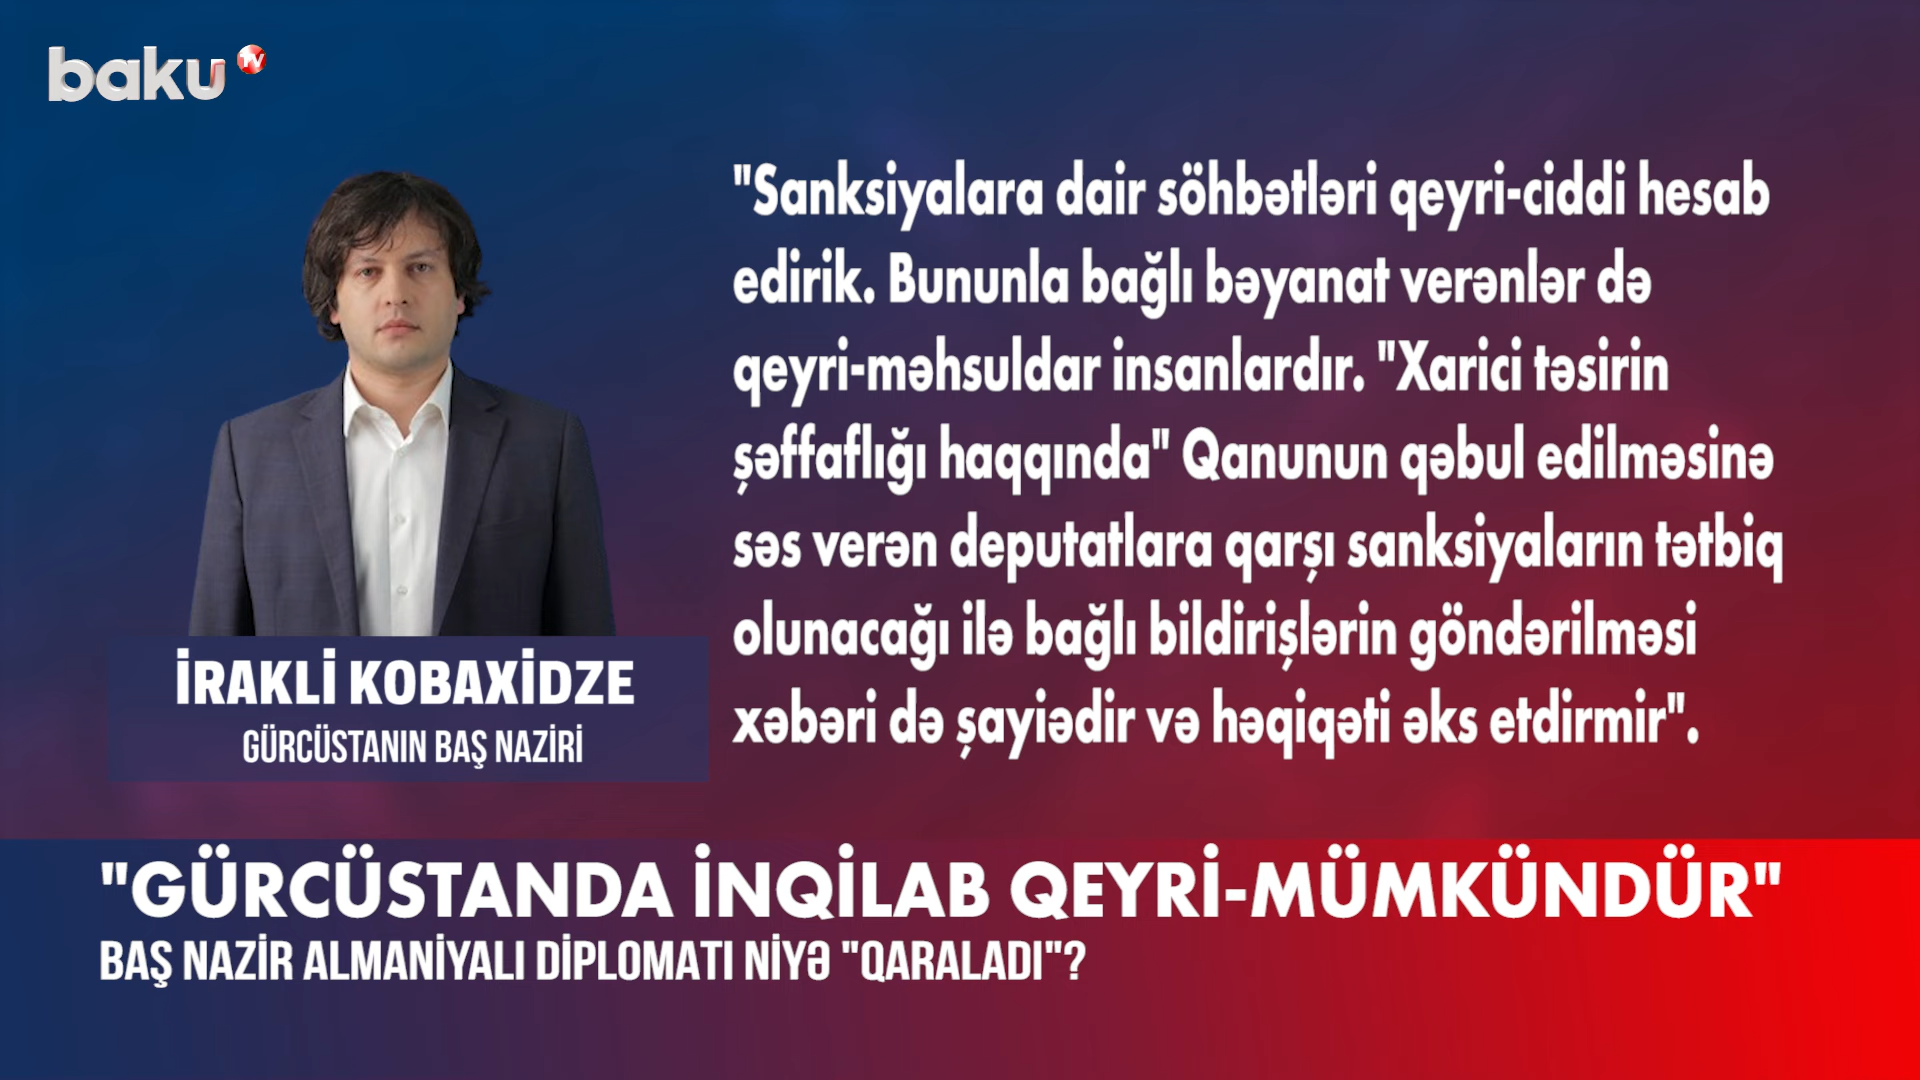 baku TV
"Sanksiyalara dair söhbətləri qeyri-ciddi hesab
edirik. Bununla bağlı bəyanat verənlər də
qeyri-məhsuldar insanlardır. "Xarici təsirin
şəffaflığı haqqında" Qanunun qəbul edilməsinə
səs verən deputatlara qarşı sanksiyaların tətbiq
olunacağı ilə bağlı bildirişlərin göndərilməsi
xəbəri də şayiədir və həqiqəti əks etdirmir".
İRAKLİ KOBAXİDZE
GÜRCÜSTANIN BAŞ NAZİRİ
"GÜRCÜSTANDA İNQİLAB QEYRİ-MÜMKÜNDÜR"
BAŞ NAZİR ALMANİYALI DİPLOMATI NİYƏ "QARALADI"?